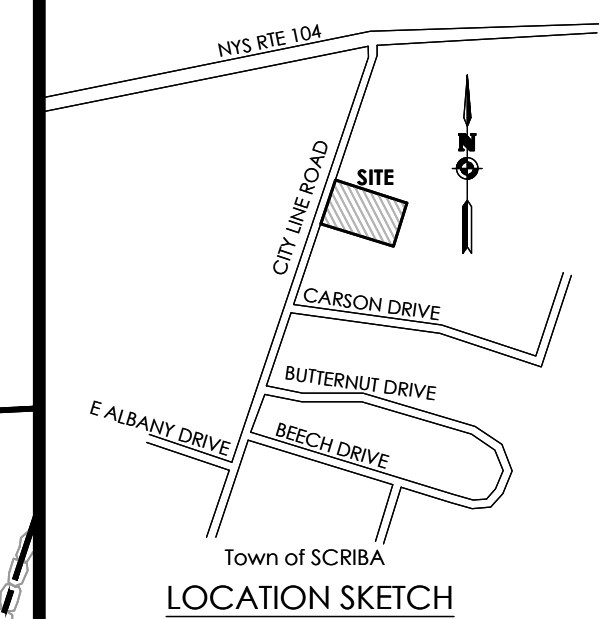 NYS RTE 104
N
SITE
CITY LINE ROAD
CARSON DRIVE
BUTTERNUT DRIVE
E ALBANY DRIVE
BEECH DRIVE
Town of SCRIBA
LOCATION SKETCH